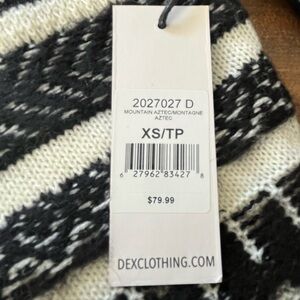 2027027 D
MOUNTAIN AZTEC/MONTAGNE
AZTEC
XS/TP
6 27962 83427 8
$79.99
DEXCLOTHING.COM